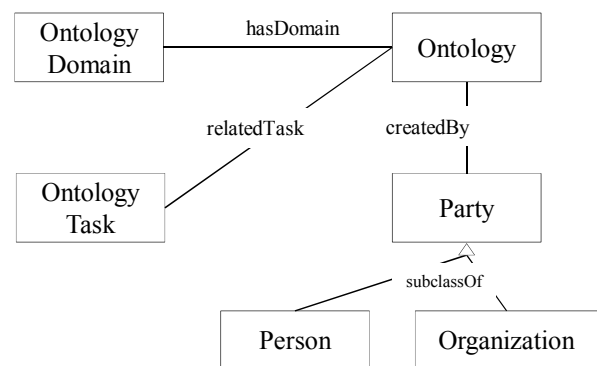 hasDomain
Ontology
Domain
Ontology
relatedTask
createdBy
Ontology
Task
Party
subclassOf
Person
Organization